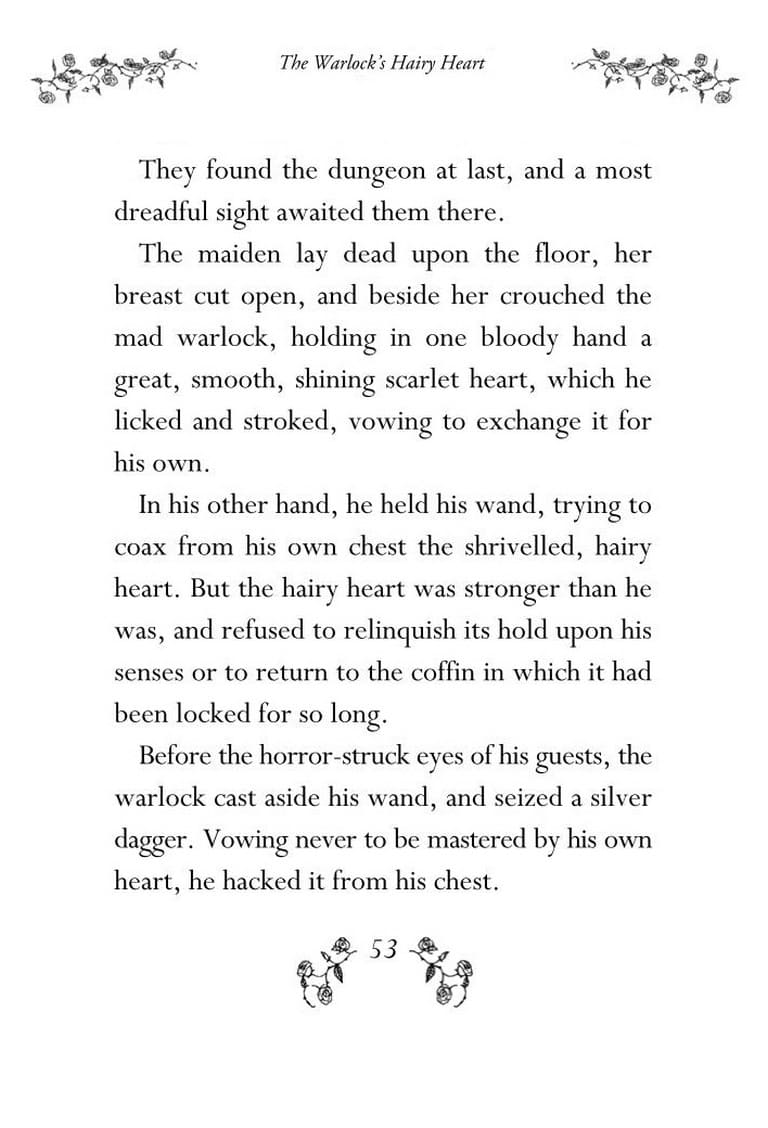 The Warlock's Hairy Heart
They found the dungeon at last, and a most
dreadful sight awaited them there.
The maiden lay dead upon the floor, her
breast cut open, and beside her crouched the
mad warlock, holding in one bloody hand a
great, smooth, shining scarlet heart, which he
licked and stroked, vowing to exchange it for
his own.
In his other hand, he held his wand, trying to
coax from his own chest the shrivelled, hairy
heart. But the hairy heart was stronger than he
was, and refused to relinquish its hold upon his
senses or to return to the coffin in which it had
been locked for so long.
Before the horror-struck eyes of his guests, the
warlock cast aside his wand, and seized a silver
dagger. Vowing never to be mastered by his own
heart, he hacked it from his chest.
53